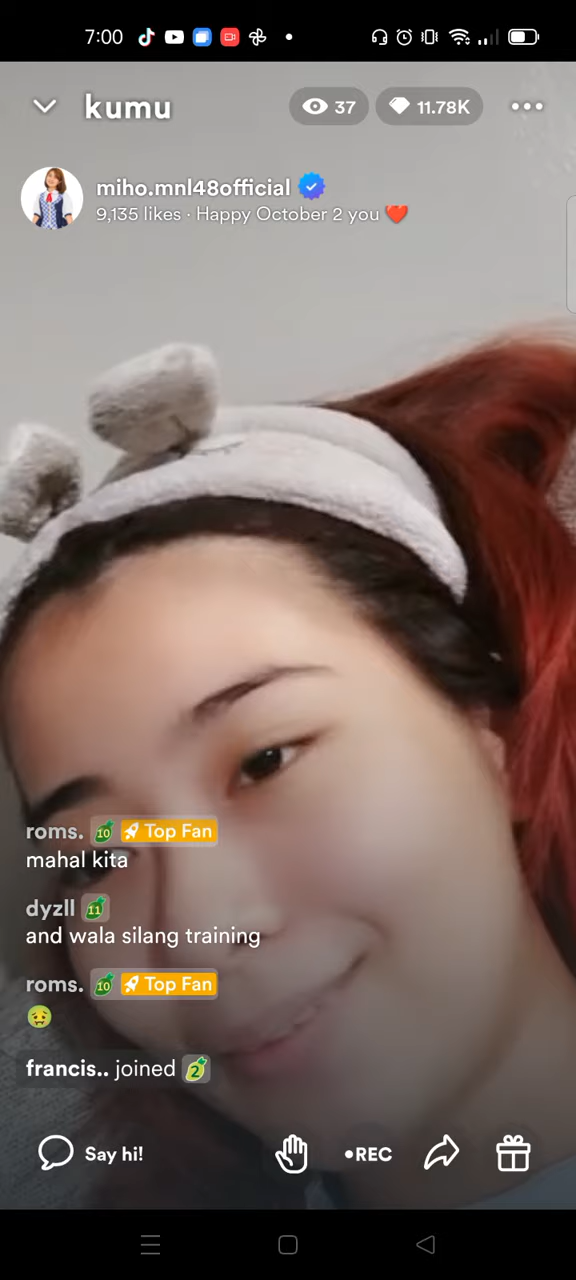 7:00
kumu
37
11.78K
miho.mnl48official
9,135 likes · Happy October 2 you ❤️
roms. 10 Top Fan
mahal kita
dyzll 11
and wala silang training
roms. 10 Top Fan
🤢
francis.. joined 2
Say hi!
•REC